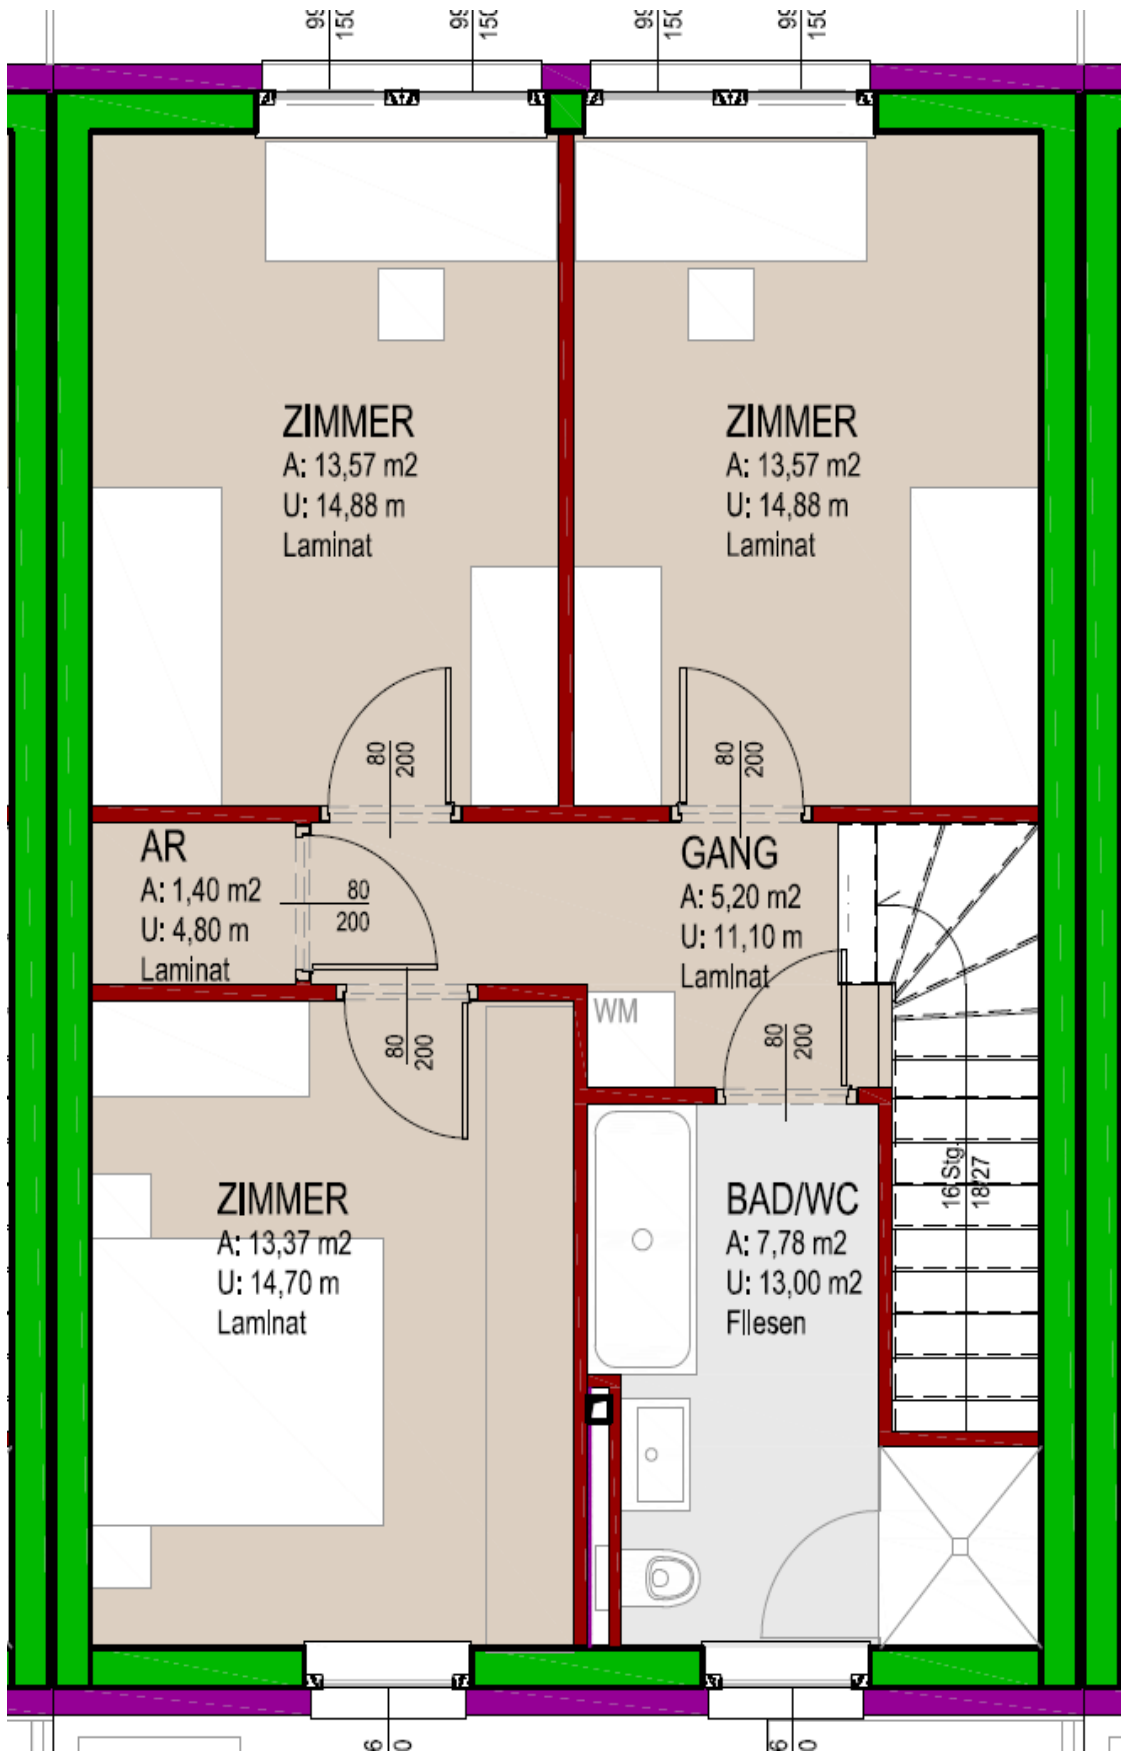 ZIMMER
A: 13,57 m2
U: 14,88 m
Laminat
ZIMMER
A: 13,57 m2
U: 14,88 m
Laminat
80
200
80
200
AR
A: 1,40 m2
U: 4,80 m
Laminat
80
200
GANG
A: 5,20 m2
U: 11,10 m
Laminat
WM
80
200
80
200
ZIMMER
A: 13,37 m2
U: 14,70 m
Laminat
BAD/WC
A: 7,78 m2
U: 13,00 m2
Fliesen
16 Stg.
18/27